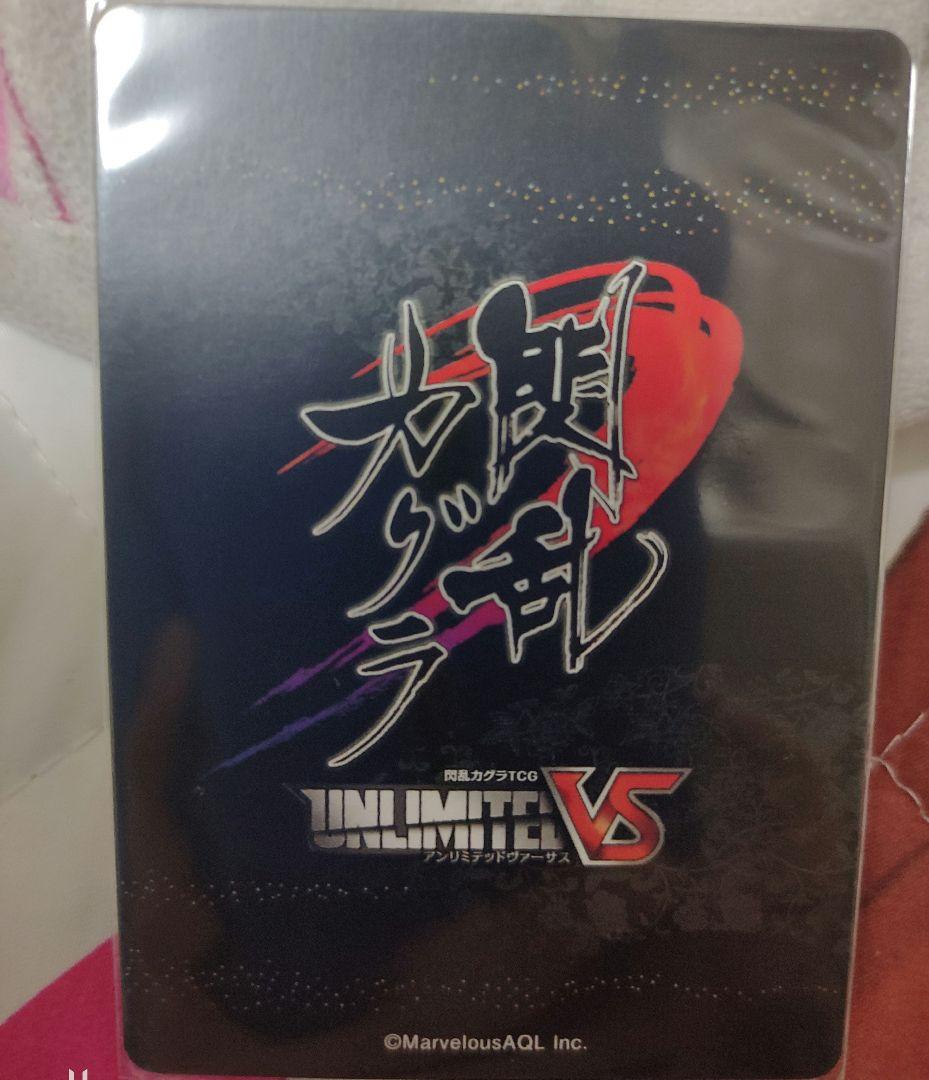 閃乱
カグラ
閃乱カグラTCG
UNLIMITED VS
アンリミテッドヴァーサス
©MarvelousAQL Inc.